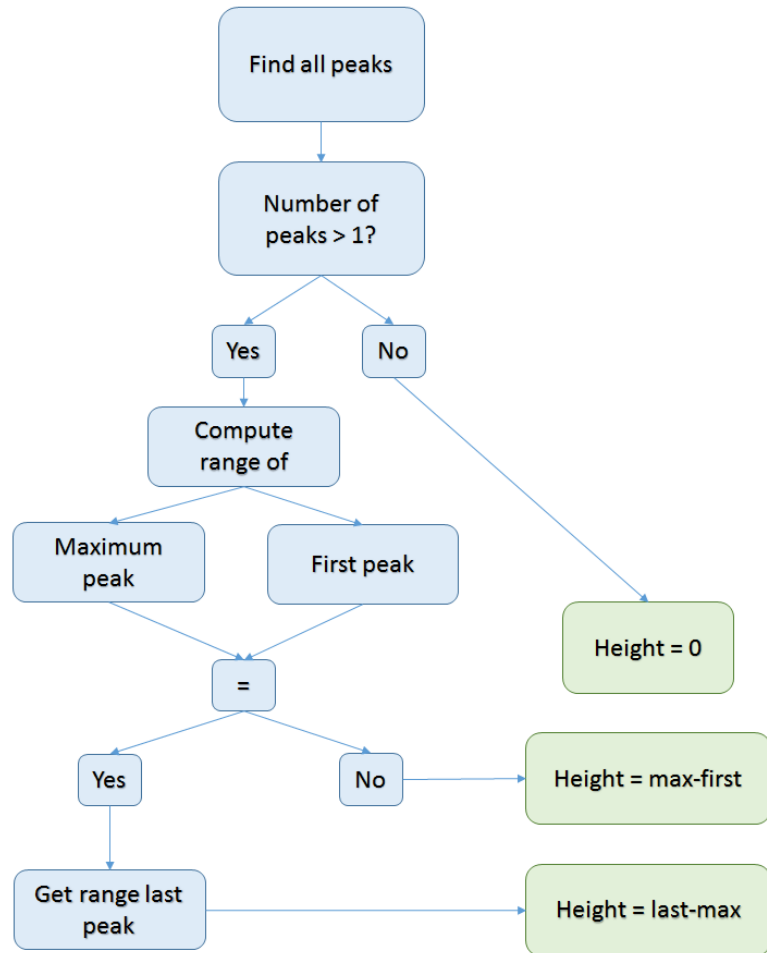 Find all peaks
Number of
peaks > 1?
Yes
No
Compute
range of
Maximum
peak
First peak
Height = 0
=
Yes
No
Height = max-first
Get range last
peak
Height = last-max